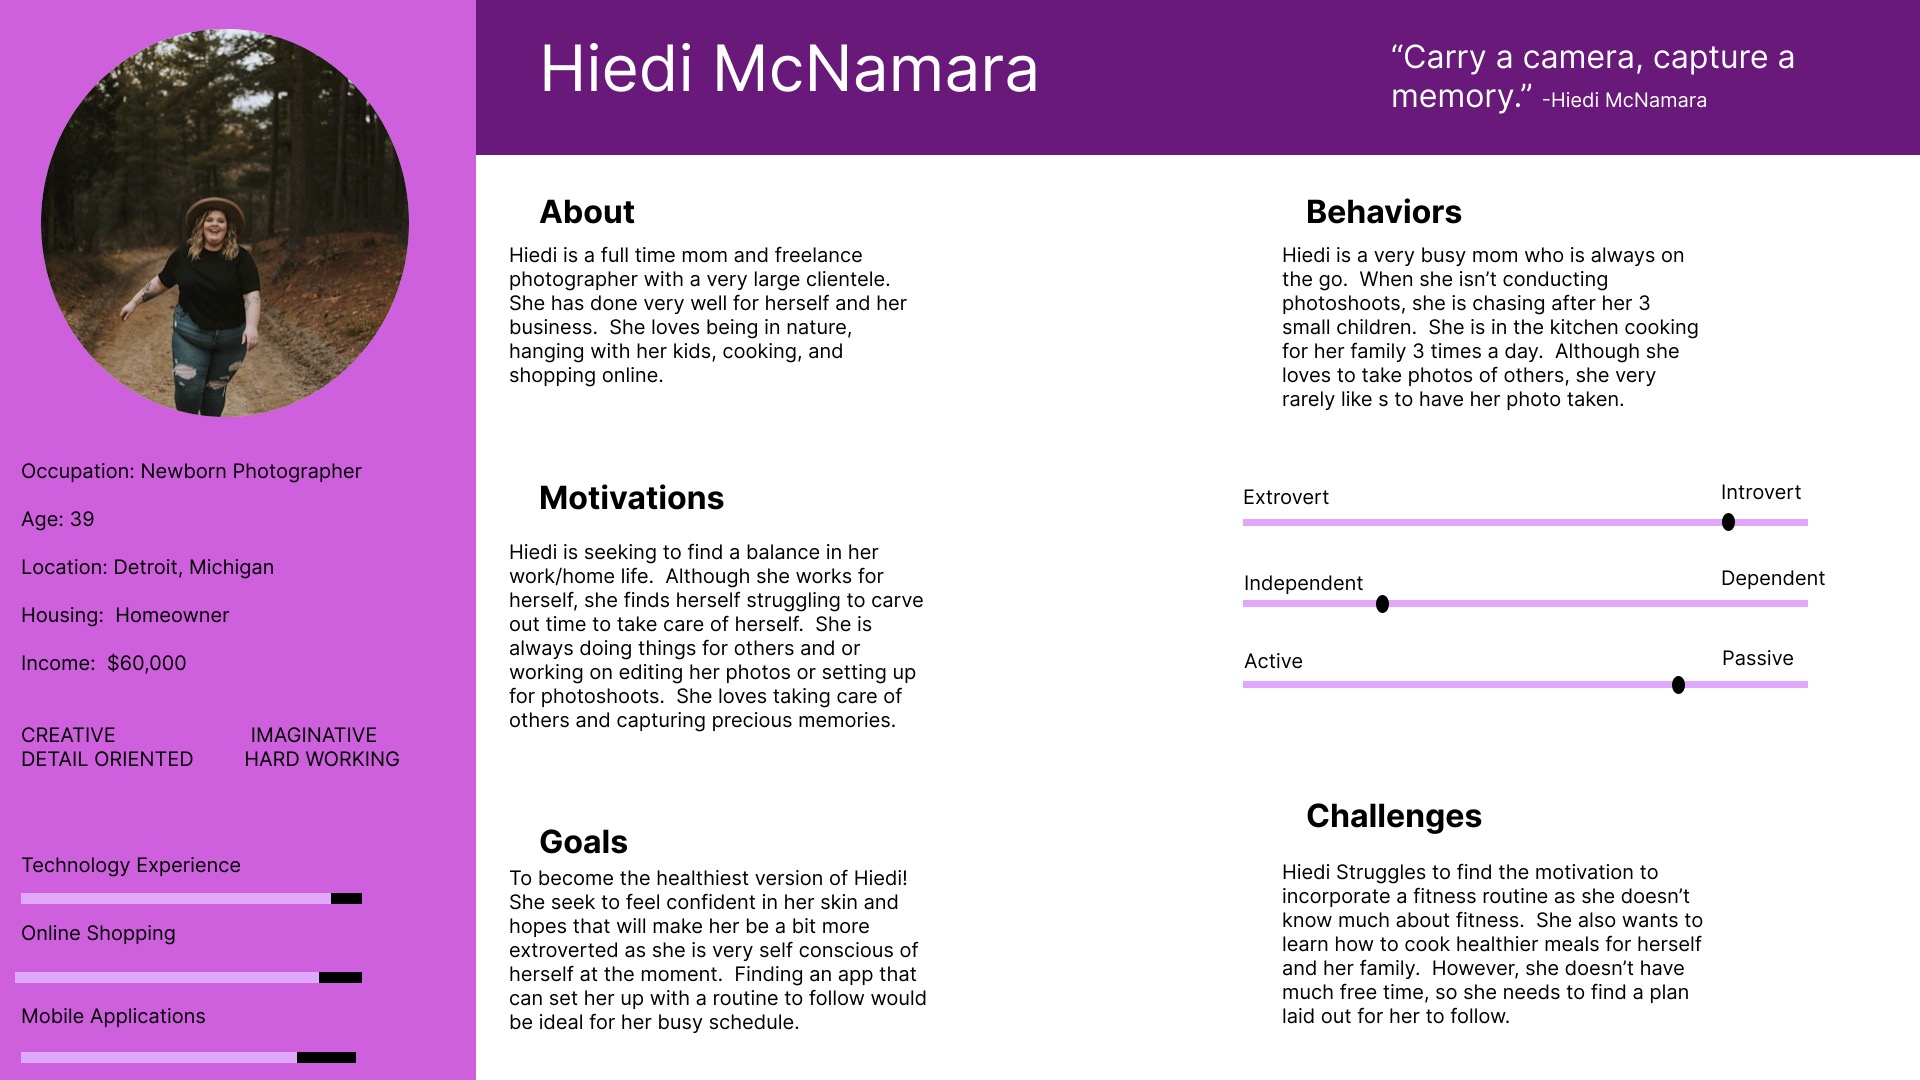 Hiedi McNamara
“Carry a camera, capture a
memory.” -Hiedi McNamara
Occupation: Newborn Photographer
Age: 39
Location: Detroit, Michigan
Housing:  Homeowner
Income:  $60,000
CREATIVE IMAGINATIVE
DETAIL ORIENTED HARD WORKING
Technology Experience
Online Shopping
Mobile Applications
About
Hiedi is a full time mom and freelance
photographer with a very large clientele.
She has done very well for herself and her
business.  She loves being in nature,
hanging with her kids, cooking, and
shopping online.
Motivations
Hiedi is seeking to find a balance in her
work/home life.  Although she works for
herself, she finds herself struggling to carve
out time to take care of herself.  She is
always doing things for others and or
working on editing her photos or setting up
for photoshoots.  She loves taking care of
others and capturing precious memories.
Goals
To become the healthiest version of Hiedi!
She seek to feel confident in her skin and
hopes that will make her be a bit more
extroverted as she is very self conscious of
herself at the moment.  Finding an app that
can set her up with a routine to follow would
be ideal for her busy schedule.
Behaviors
Hiedi is a very busy mom who is always on
the go.  When she isn’t conducting
photoshoots, she is chasing after her 3
small children.  She is in the kitchen cooking
for her family 3 times a day.  Although she
loves to take photos of others, she very
rarely like s to have her photo taken.
Extrovert Introvert
Independent Dependent
Active Passive
Challenges
Hiedi Struggles to find the motivation to
incorporate a fitness routine as she doesn’t
know much about fitness.  She also wants to
learn how to cook healthier meals for herself
and her family.  However, she doesn’t have
much free time, so she needs to find a plan
laid out for her to follow.